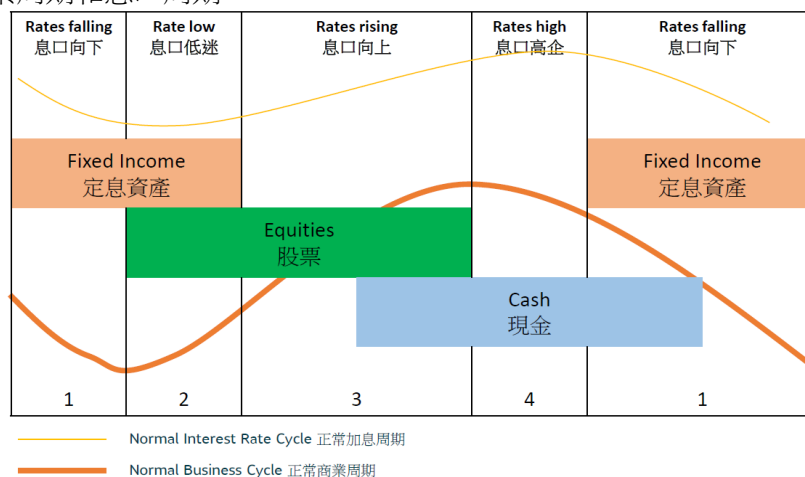 Rates falling
息口向下
Rate low
息口低迷
Rates rising
息口向上
Rates high
息口高企
Rates falling
息口向下
Fixed Income
定息資產
Fixed Income
定息資產
Equities
股票
Cash
現金
1
2
3
4
1
Normal Interest Rate Cycle 正常加息周期
Normal Business Cycle 正常商業周期